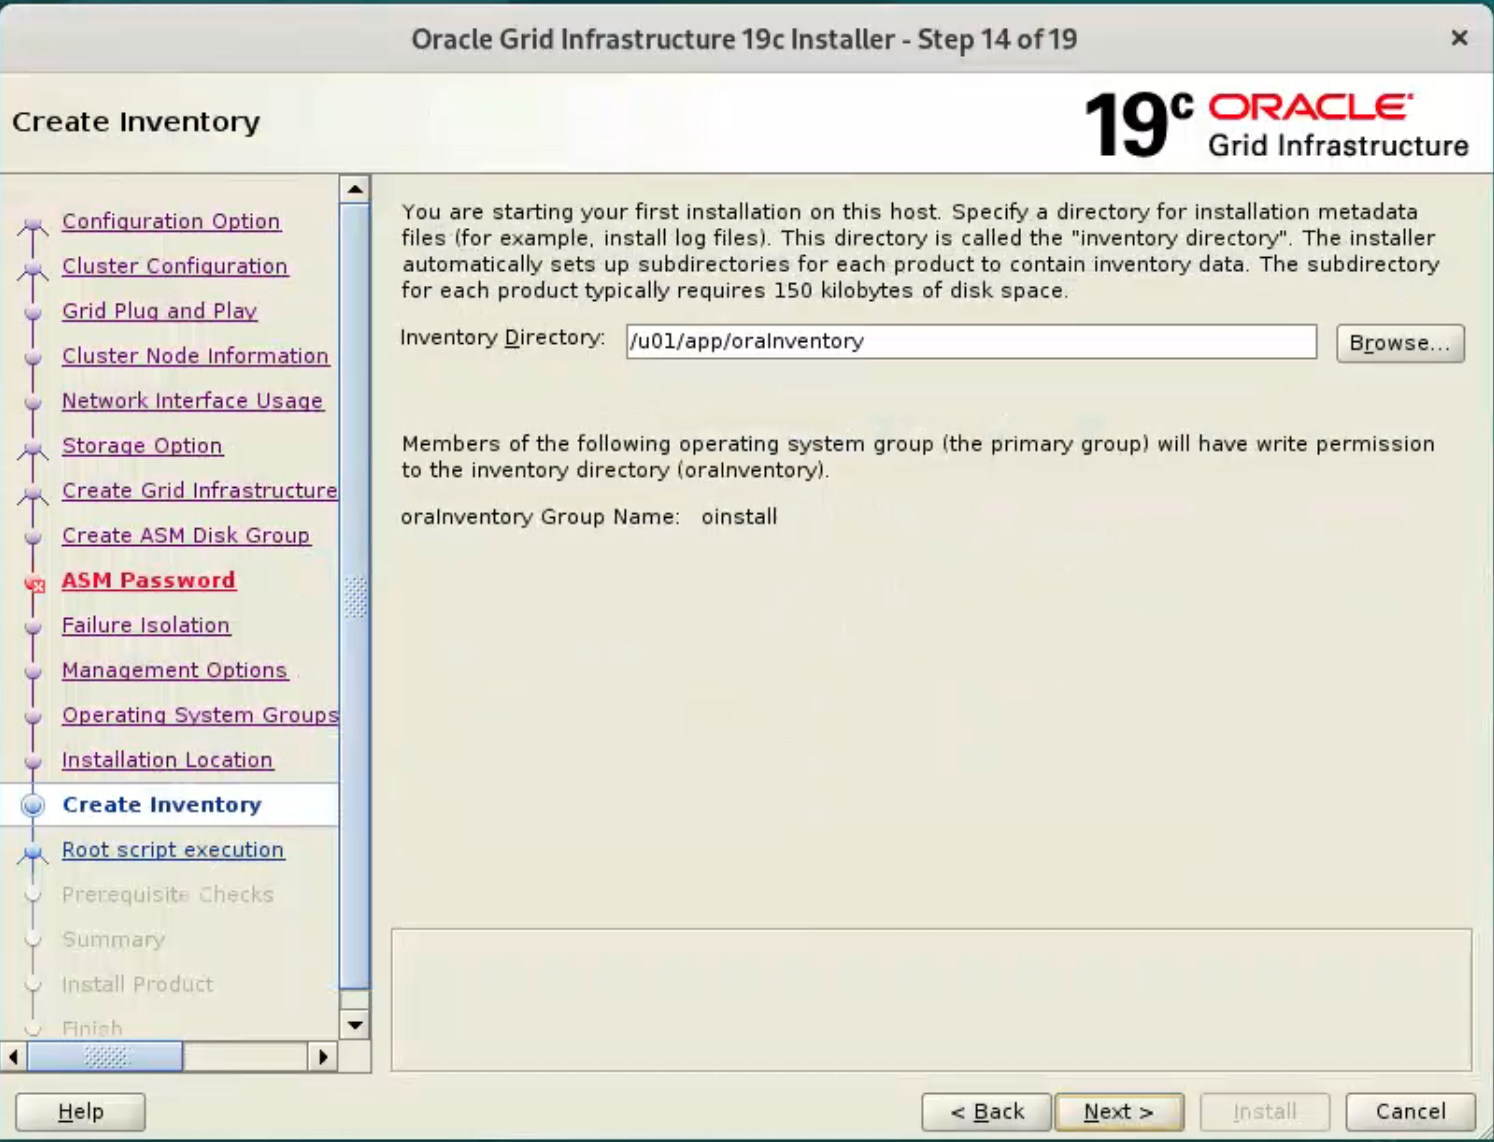 Oracle Grid Infrastructure 19c Installer - Step 14 of 19
Create Inventory
19c ORACLE
Grid Infrastructure
Configuration Option
Cluster Configuration
Grid Plug and Play
Cluster Node Information
Network Interface Usage
Storage Option
Create Grid Infrastructure
Create ASM Disk Group
ASM Password
Failure Isolation
Management Options
Operating System Groups
Installation Location
Create Inventory
Root script execution
Prerequisite Checks
Summary
Install Product
Finish
You are starting your first installation on this host. Specify a directory for installation metadata
files (for example, install log files). This directory is called the "inventory directory". The installer
automatically sets up subdirectories for each product to contain inventory data. The subdirectory
for each product typically requires 150 kilobytes of disk space.
Inventory Directory: /u01/app/oraInventory Browse...
Members of the following operating system group (the primary group) will have write permission
to the inventory directory (oraInventory).
oraInventory Group Name: oinstall
Help < Back Next > Install Cancel